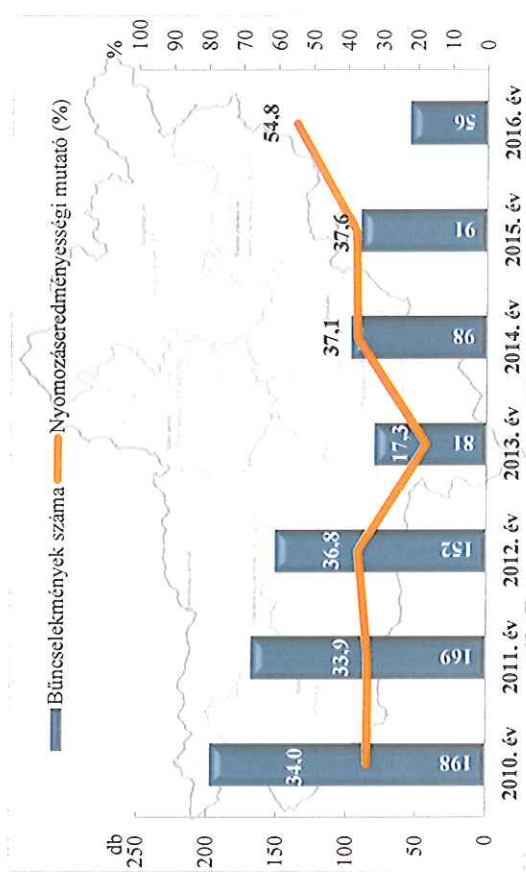 Bűncselekmények száma Nyomozáseredményességi mutató (%)
db %
250 100
90
200 80
70
150 60
50
100 40
30
50 20
10
0 0
34.0 33.9 36.8 17,3 37.1 37.6 54.8
198 169 152 81 98 91 56
2010. év 2011. év 2012. év 2013. év 2014. év 2015. év 2016. év